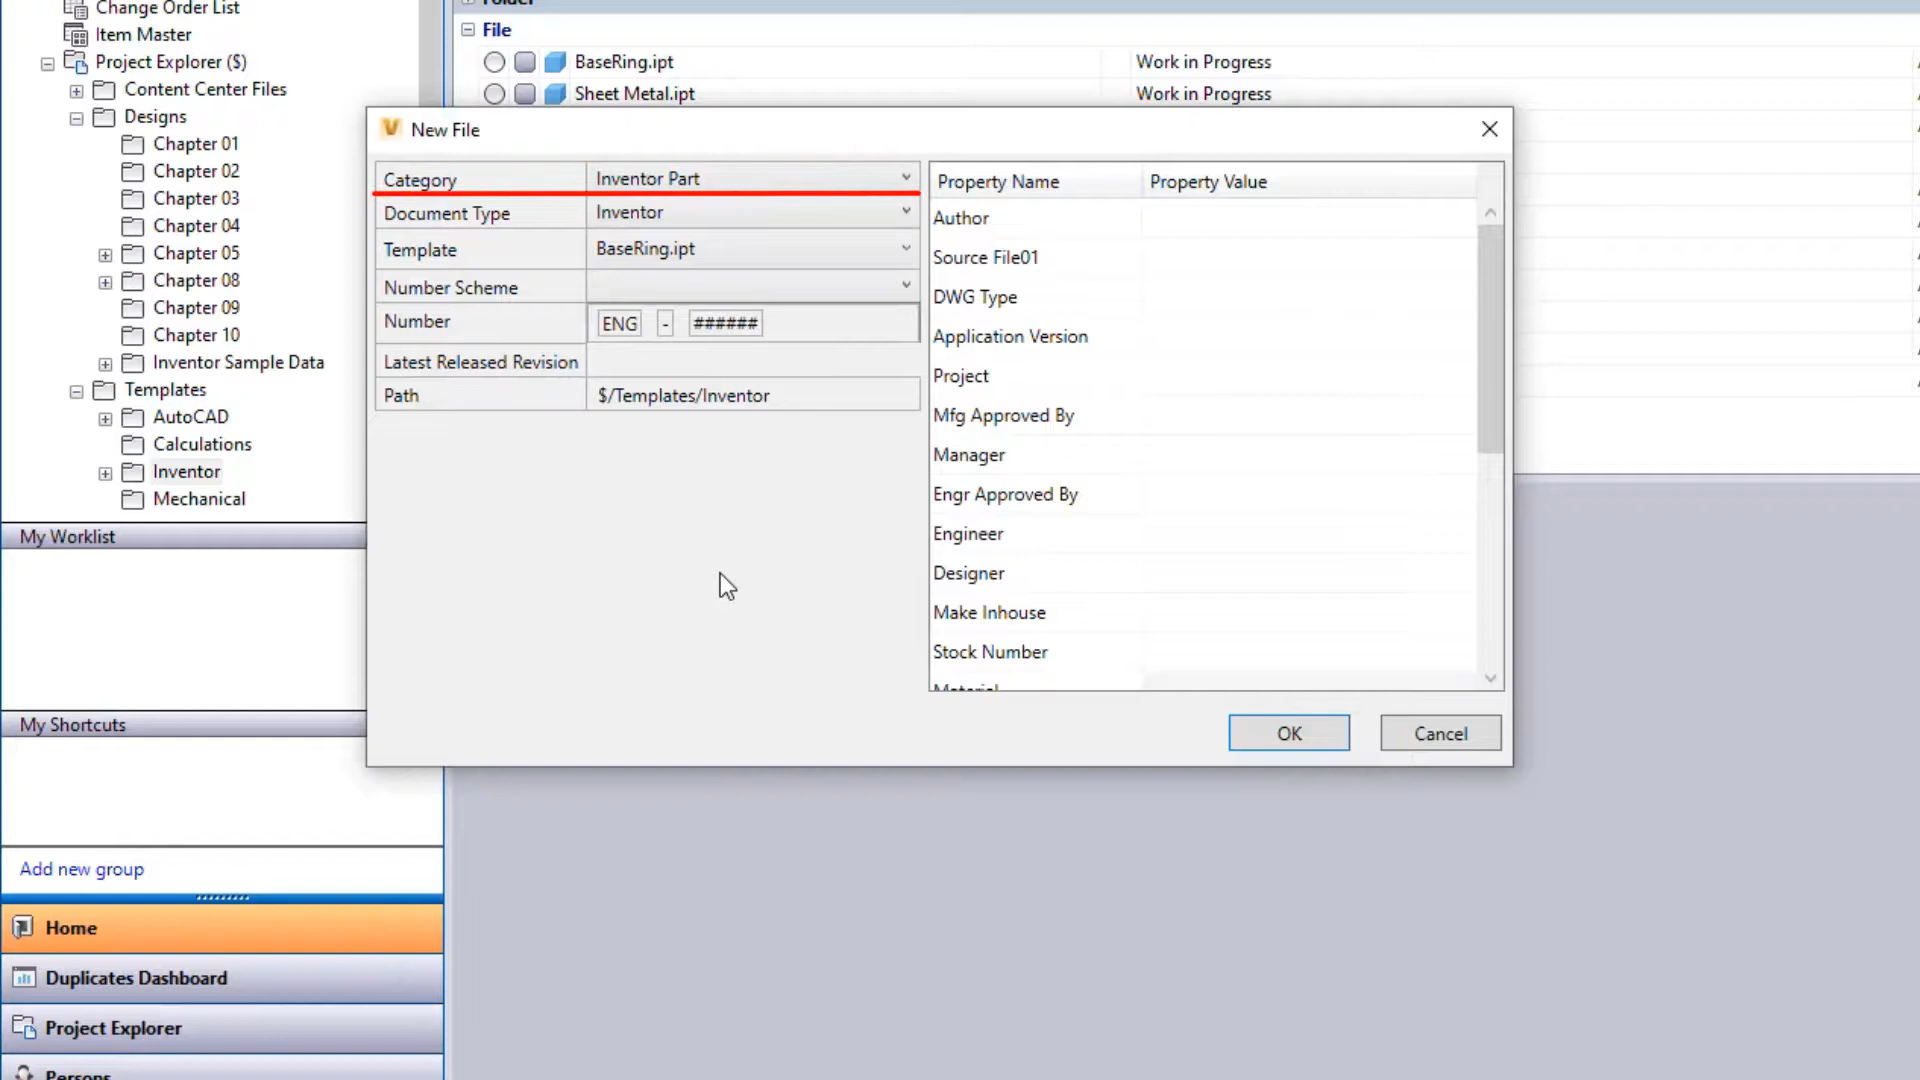 Change Order List
Item Master
Project Explorer ($)
Content Center Files
Designs
Chapter 01
Chapter 02
Chapter 03
Chapter 04
Chapter 05
Chapter 08
Chapter 09
Chapter 10
Inventor Sample Data
Templates
AutoCAD
Calculations
Inventor
Mechanical
My Worklist
My Shortcuts
Add new group
Home
Duplicates Dashboard
Project Explorer
Persons
Folder
File
BaseRing.ipt Work in Progress
Sheet Metal.ipt Work in Progress
New File
Category Inventor Part
Document Type Inventor
Template BaseRing.ipt
Number Scheme
Number ENG - ######
Latest Released Revision
Path $/Templates/Inventor
Property Name Property Value
Author
Source File01
DWG Type
Application Version
Project
Mfg Approved By
Manager
Engr Approved By
Engineer
Designer
Make Inhouse
Stock Number
Material
OK Cancel